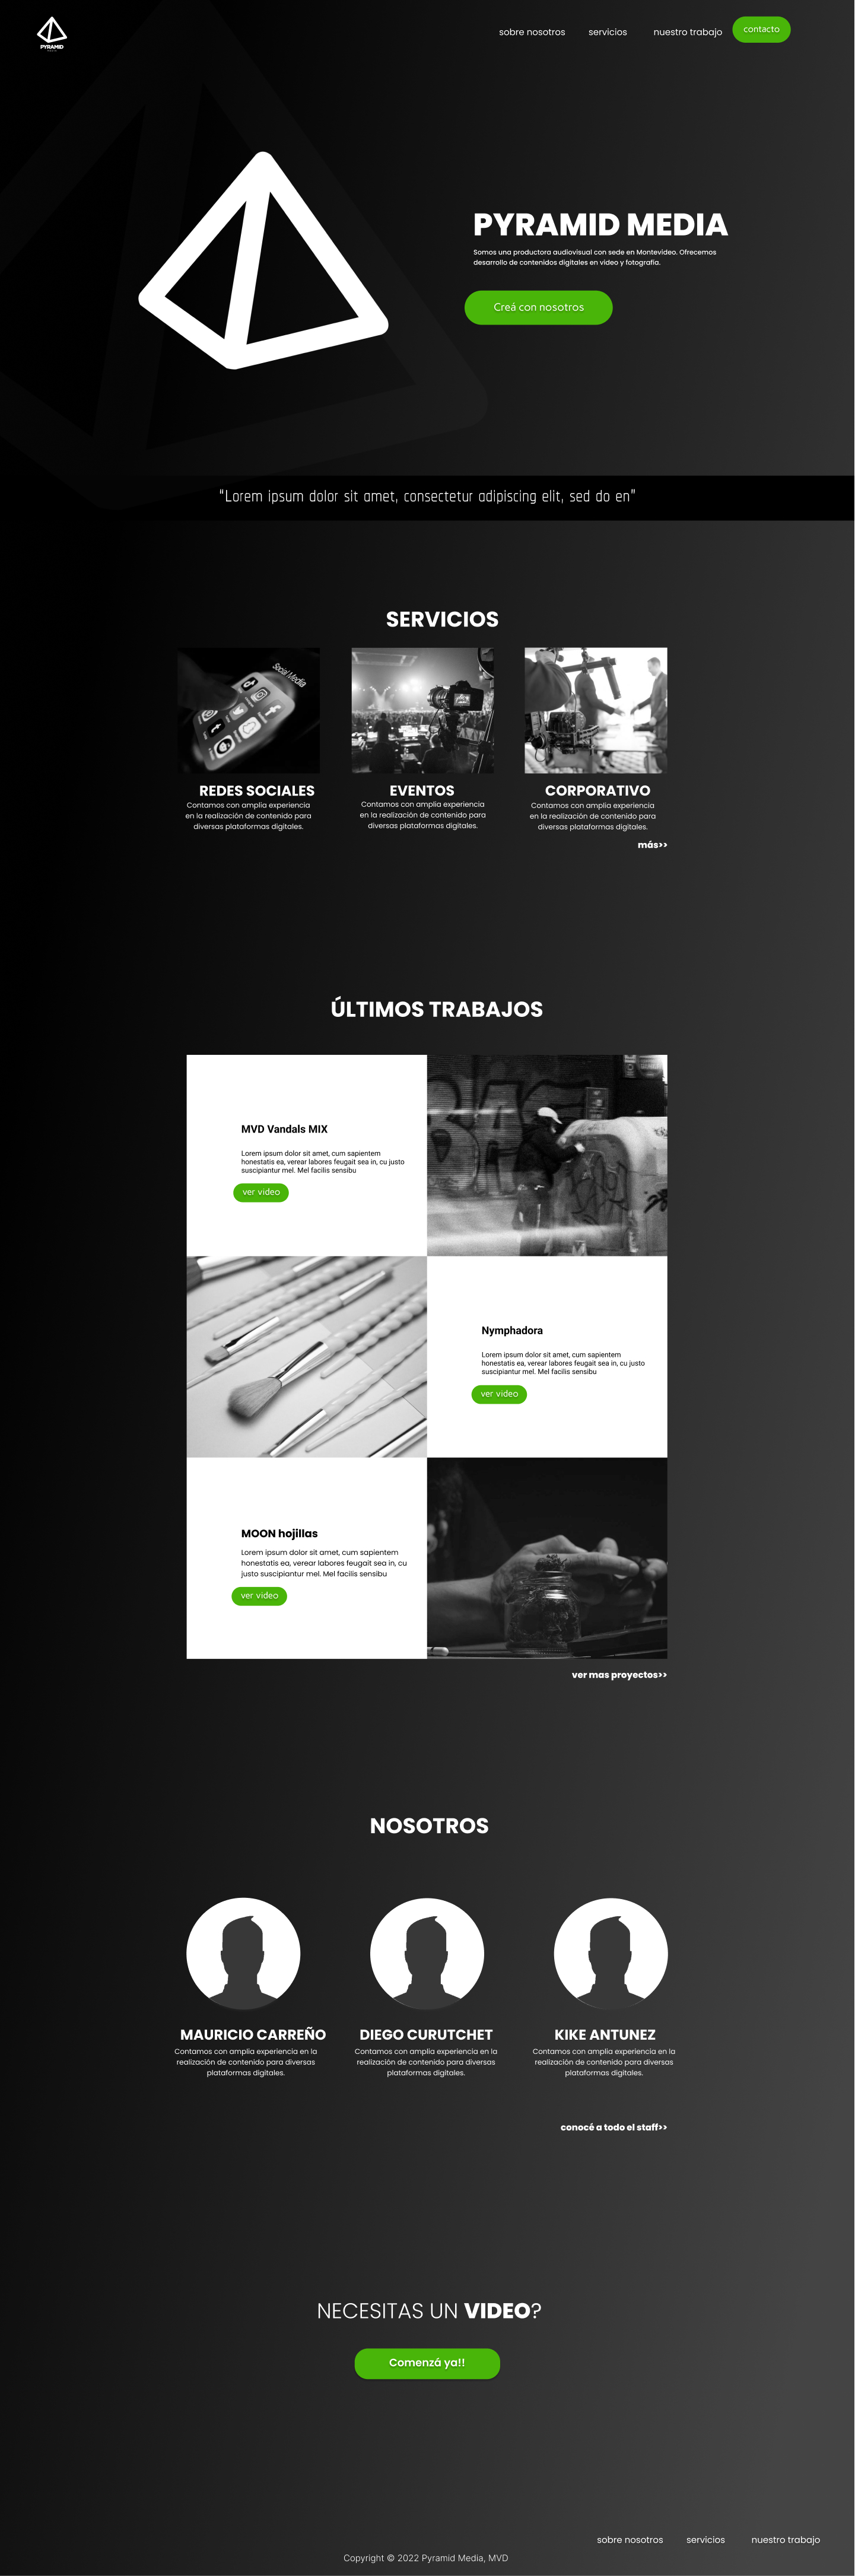 PYRAMID
sobre nosotros
servicios
nuestro trabajo
contacto
PYRAMID MEDIA
Somos una productora audiovisual con sede en Montevideo. Ofrecemos
desarrollo de contenidos digitales en video y fotografía.
Creá con nosotros
“Lorem ipsum dolor sit amet, consectetur adipiscing elit, sed do en”
SERVICIOS
Social Media
REDES SOCIALES
Contamos con amplia experiencia
en la realización de contenido para
diversas plataformas digitales.
EVENTOS
Contamos con amplia experiencia
en la realización de contenido para
diversas plataformas digitales.
CORPORATIVO
Contamos con amplia experiencia
en la realización de contenido para
diversas plataformas digitales.
más>>
ÚLTIMOS TRABAJOS
MVD Vandals MIX
Lorem ipsum dolor sit amet, cum sapientem
honestatis ea, verear labores feugait sea in, cu justo
suscipiantur mel. Mel facilis sensibu
ver video
Nymphadora
Lorem ipsum dolor sit amet, cum sapientem
honestatis ea, verear labores feugait sea in, cu justo
suscipiantur mel. Mel facilis sensibu
ver video
MOON hojillas
Lorem ipsum dolor sit amet, cum sapientem
honestatis ea, verear labores feugait sea in, cu
justo suscipiantur mel. Mel facilis sensibu
ver video
ver mas proyectos>>
NOSOTROS
MAURICIO CARREÑO
Contamos con amplia experiencia en la
realización de contenido para diversas
plataformas digitales.
DIEGO CURUTCHET
Contamos con amplia experiencia en la
realización de contenido para diversas
plataformas digitales.
KIKE ANTUNEZ
Contamos con amplia experiencia en la
realización de contenido para diversas
plataformas digitales.
conocé a todo el staff>>
NECESITAS UN VIDEO?
Comenzá ya!!
sobre nosotros
servicios
nuestro trabajo
Copyright © 2022 Pyramid Media, MVD